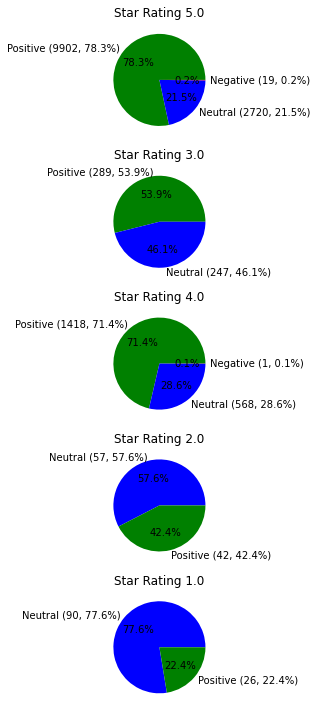 Star Rating 5.0
Positive (9902, 78.3%)
78.3%
0.2%
Negative (19, 0.2%)
21.5%
Neutral (2720, 21.5%)
Star Rating 3.0
Positive (289, 53.9%)
53.9%
46.1%
Neutral (247, 46.1%)
Star Rating 4.0
Positive (1418, 71.4%)
71.4%
0.1%
Negative (1, 0.1%)
28.6%
Neutral (568, 28.6%)
Star Rating 2.0
Neutral (57, 57.6%)
57.6%
42.4%
Positive (42, 42.4%)
Star Rating 1.0
Neutral (90, 77.6%)
77.6%
22.4%
Positive (26, 22.4%)